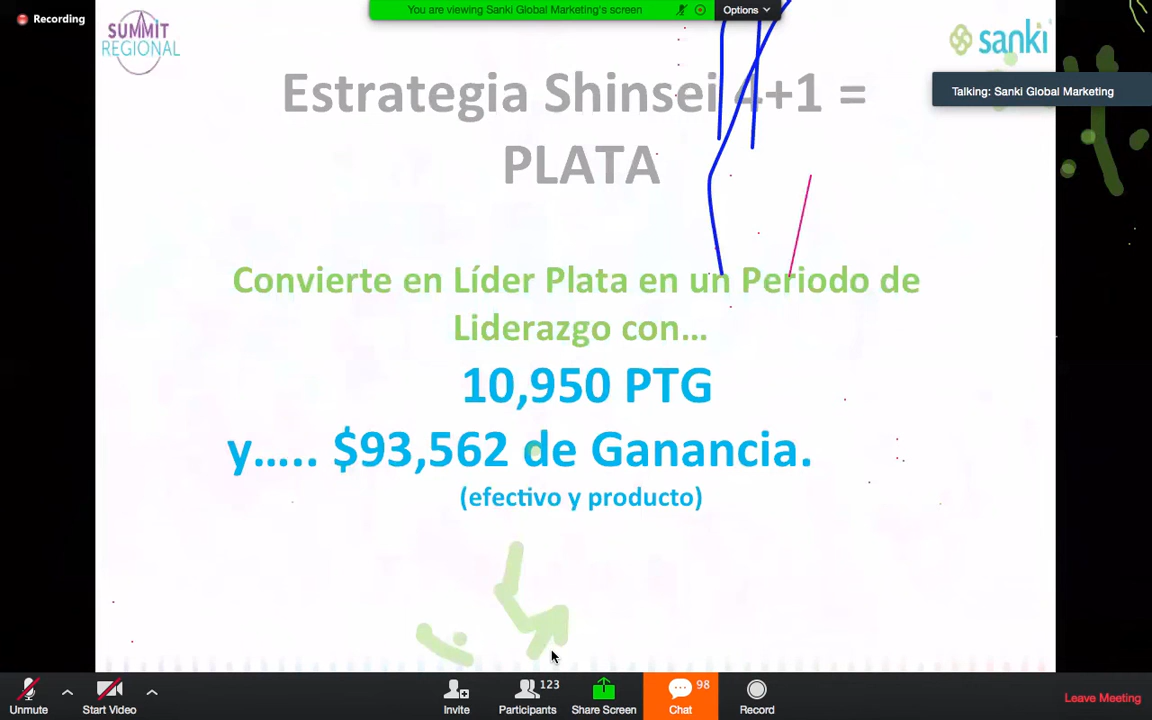 Recording
You are viewing Sanki Global Marketing's screen
Options
SUMMIT
REGIONAL
sanki
Talking: Sanki Global Marketing
Estrategia Shinsei 4+1 =
PLATA
Convierte en Líder Plata en un Periodo de
Liderazgo con…
10,950 PTG
y….. $93,562 de Ganancia.
(efectivo y producto)
Unmute
Start Video
Invite
123
Participants
Share Screen
98
Chat
Record
Leave Meeting